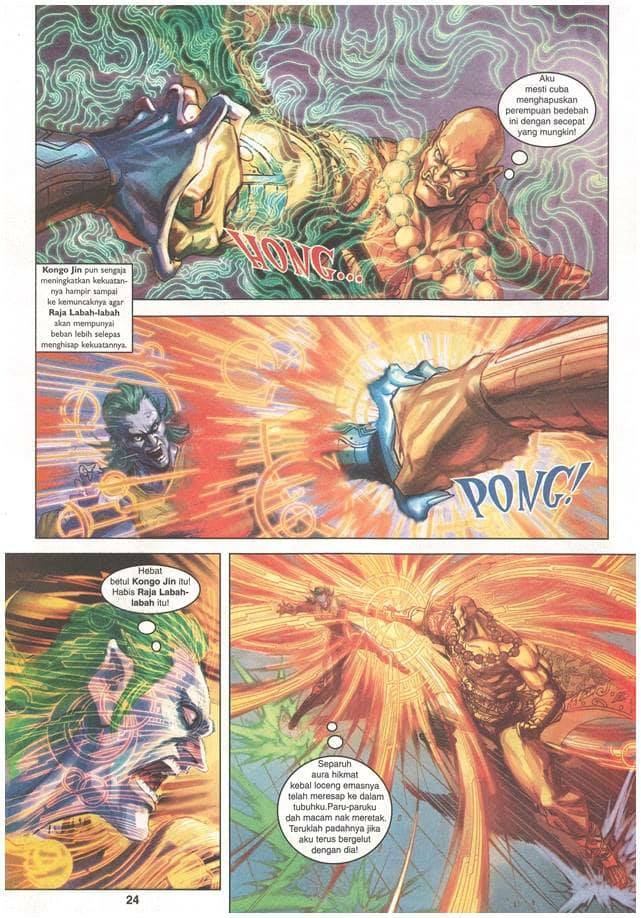 Aku
mesti cuba
menghapuskan
perempuan bedebah
ini dengan secepat
yang mungkin!
HONG...
Kongo Jin pun sengaja
meningkatkan kekuatan-
nya hampir sampai
ke kemuncaknya agar
Raja Labah-labah
akan mempunyai
beban lebih selepas
menghisap kekuatannya.
PONG!
Hebat
betul Kongo Jin itu!
Habis Raja Labah-
labah itu!
Separuh
aura hikmat
kebal loceng emasnya
telah meresap ke dalam
tubuhku.Paru-paruku
dah macam nak meretak.
Teruklah padahnya jika
aku terus bergelut
dengan dia!
24